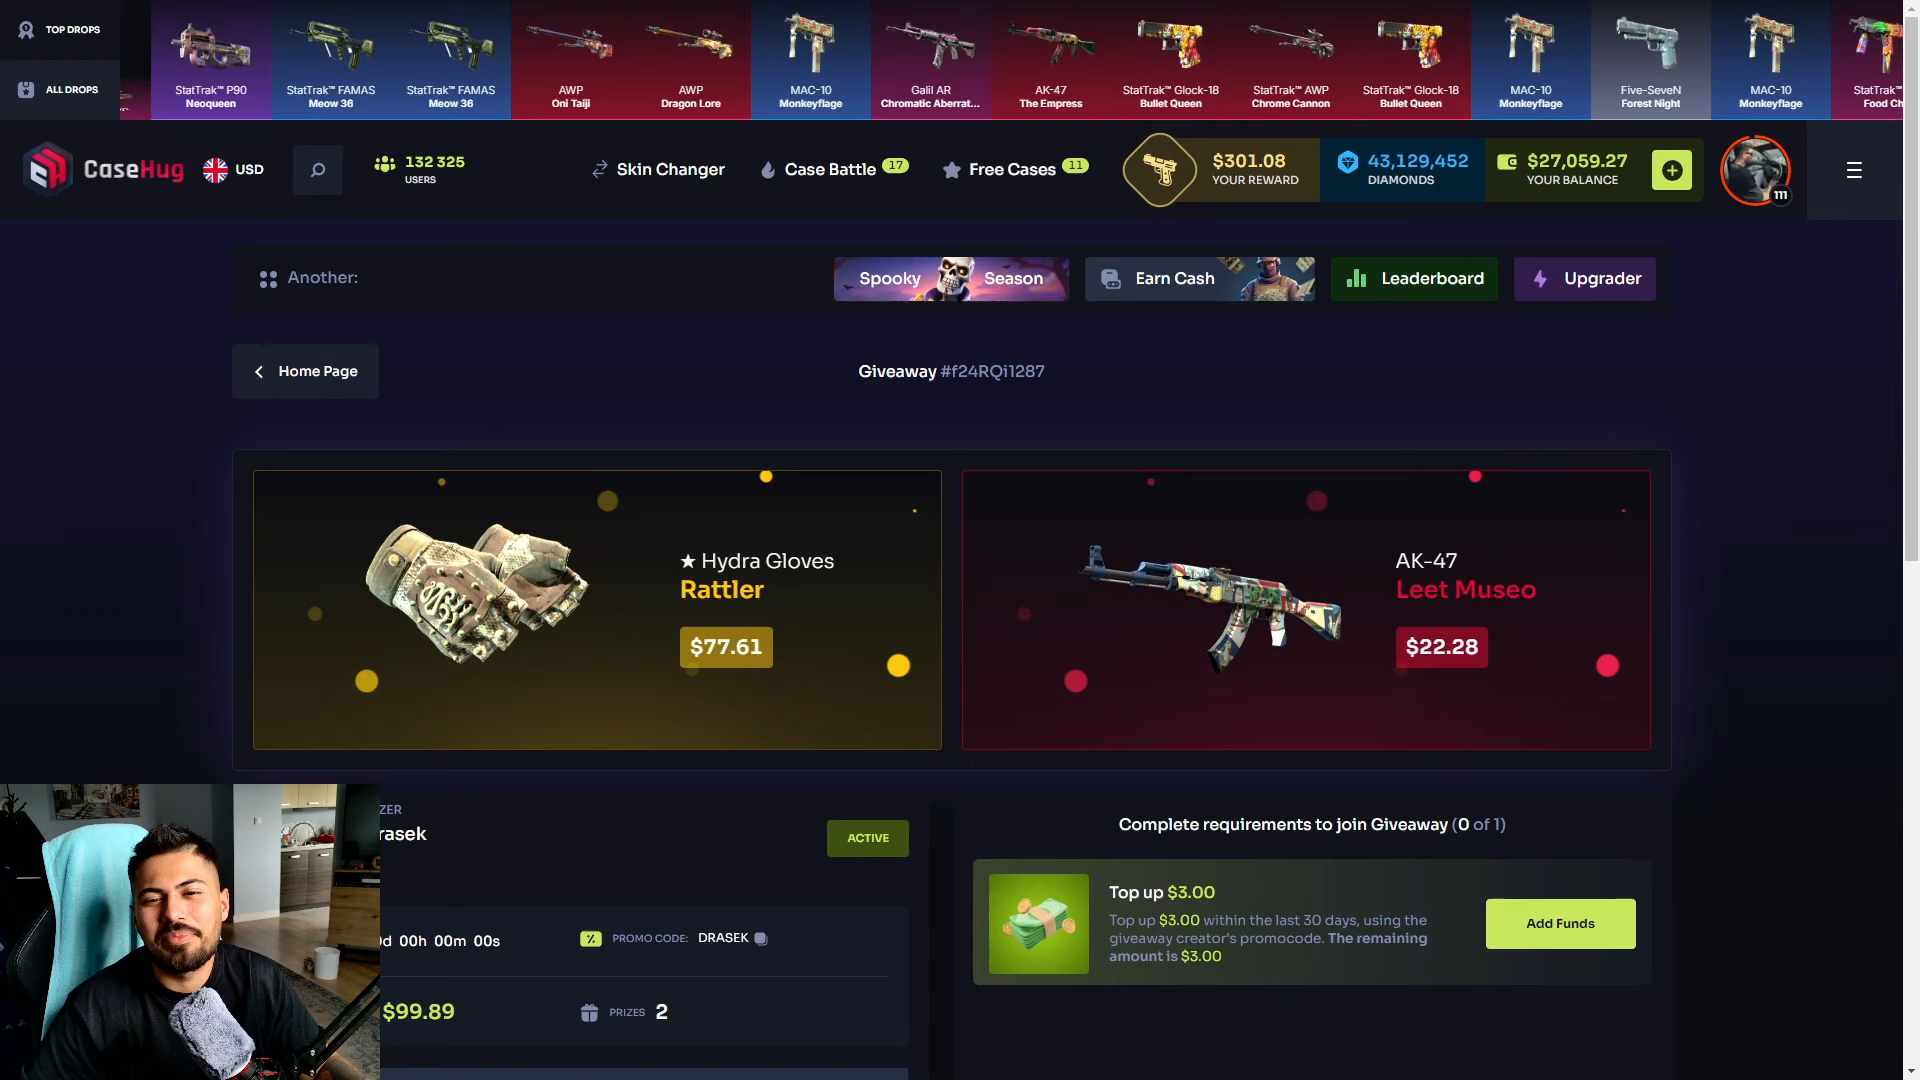 TOP DROPS
ALL DROPS
StatTrak™ P90
Neoqueen
StatTrak™ FAMAS
Meow 36
StatTrak™ FAMAS
Meow 36
AWP
Oni Taiji
AWP
Dragon Lore
MAC-10
Monkeyflage
Galil AR
Chromatic Aberrat...
AK-47
The Empress
StatTrak™ Glock-18
Bullet Queen
StatTrak™ AWP
Chrome Cannon
StatTrak™ Glock-18
Bullet Queen
MAC-10
Monkeyflage
Five-SeveN
Forest Night
MAC-10
Monkeyflage
StatTrak™
Food Ch
CaseHug
USD
132 325
USERS
Skin Changer
Case Battle 17
Free Cases 11
$301.08
YOUR REWARD
43,129,452
DIAMONDS
$27,059.27
YOUR BALANCE
111
Another:
Spooky Season
Earn Cash
Leaderboard
Upgrader
Home Page
Giveaway #f24RQi1287
★ Hydra Gloves
Rattler
$77.61
AK-47
Leet Museo
$22.28
ZER
rasek
ACTIVE
d 00h 00m 00s
PROMO CODE: DRASEK
$99.89
PRIZES 2
Complete requirements to join Giveaway (0 of 1)
Top up $3.00
Top up $3.00 within the last 30 days, using the
giveaway creator's promocode. The remaining
amount is $3.00
Add Funds